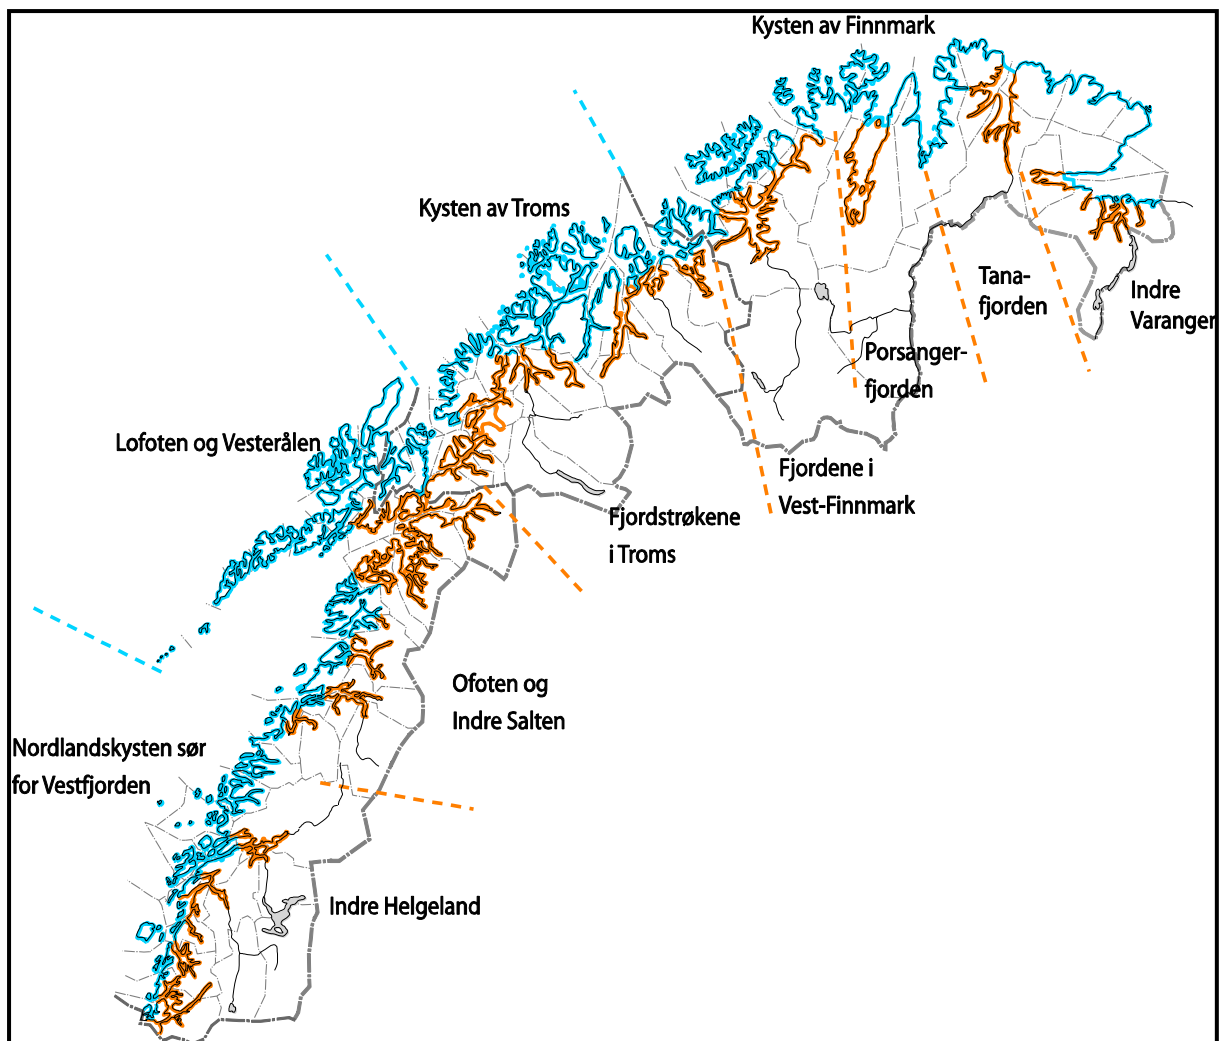 Kysten av Finnmark
Kysten av Troms
Tana-
fjorden
Indre
Varanger
Porsanger-
fjorden
Lofoten og Vesterålen
Fjordene i
Vest-Finnmark
Fjordstrøkene
i Troms
Ofoten og
Indre Salten
Nordlandskysten sør
for Vestfjorden
Indre Helgeland